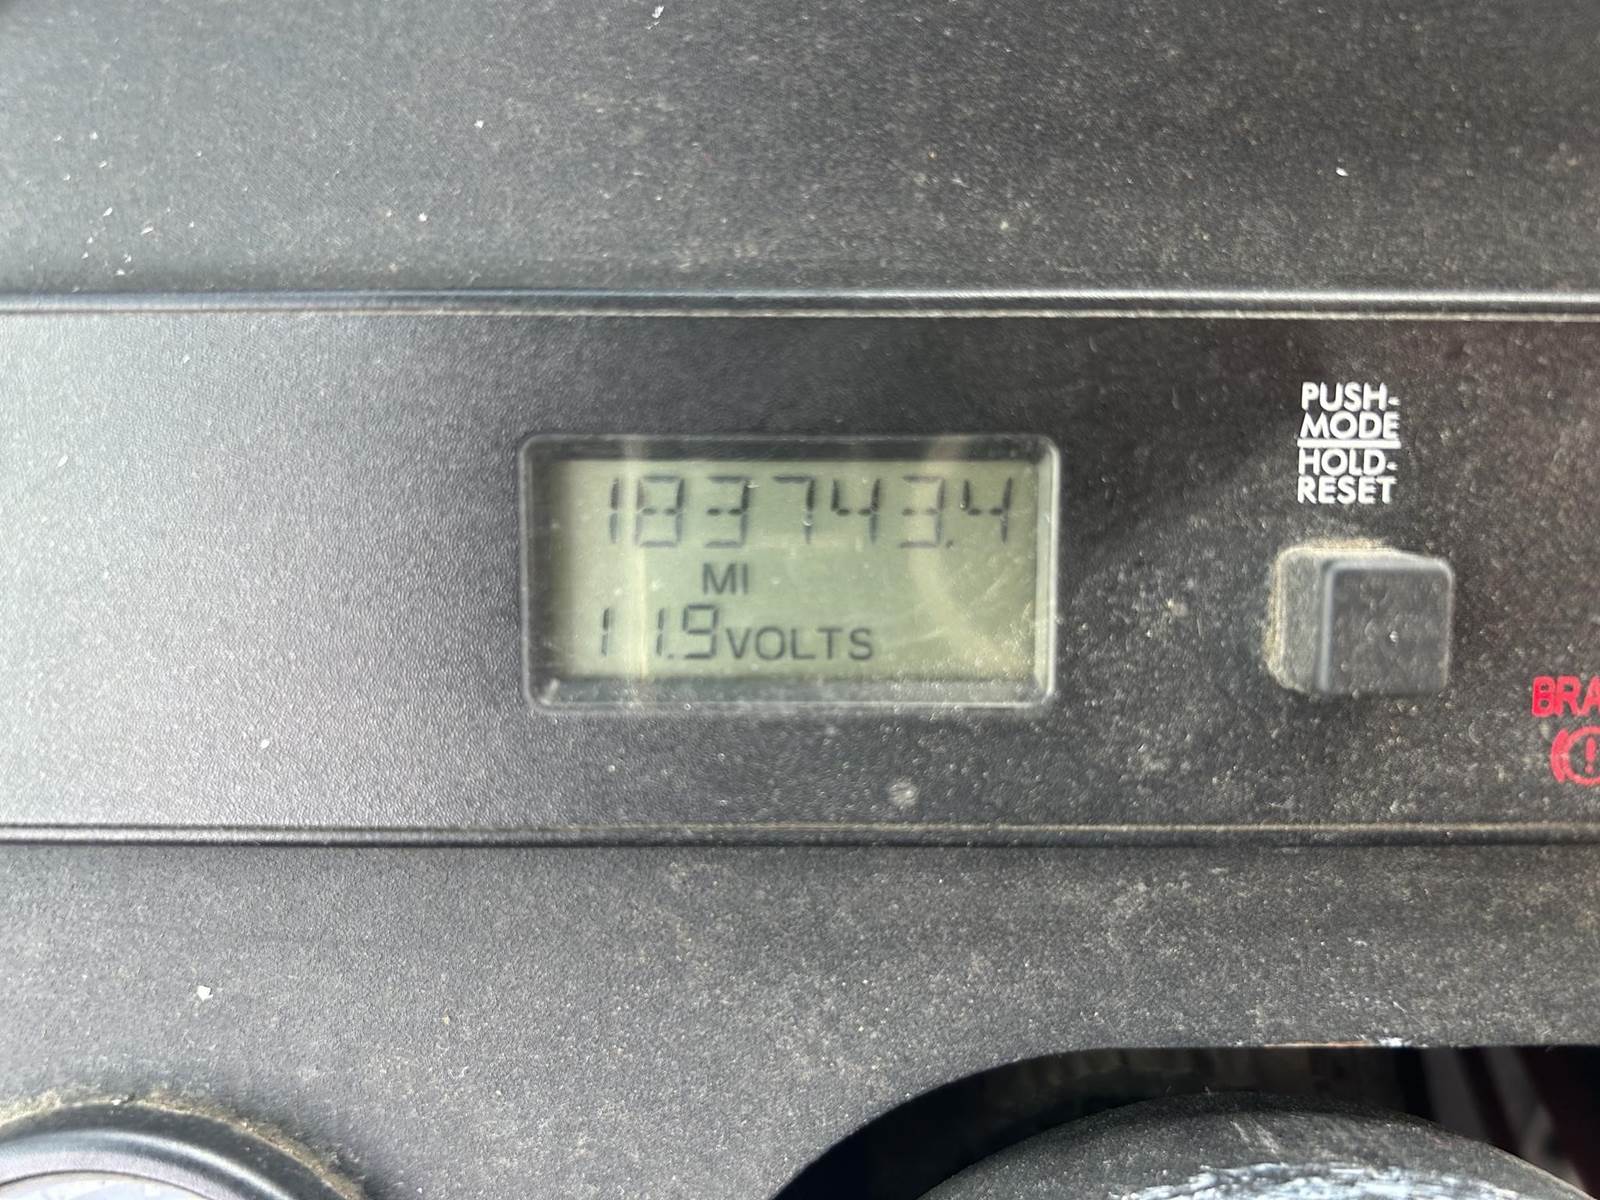 183743.4
MI
11.9 VOLTS
PUSH-
MODE
HOLD-
RESET